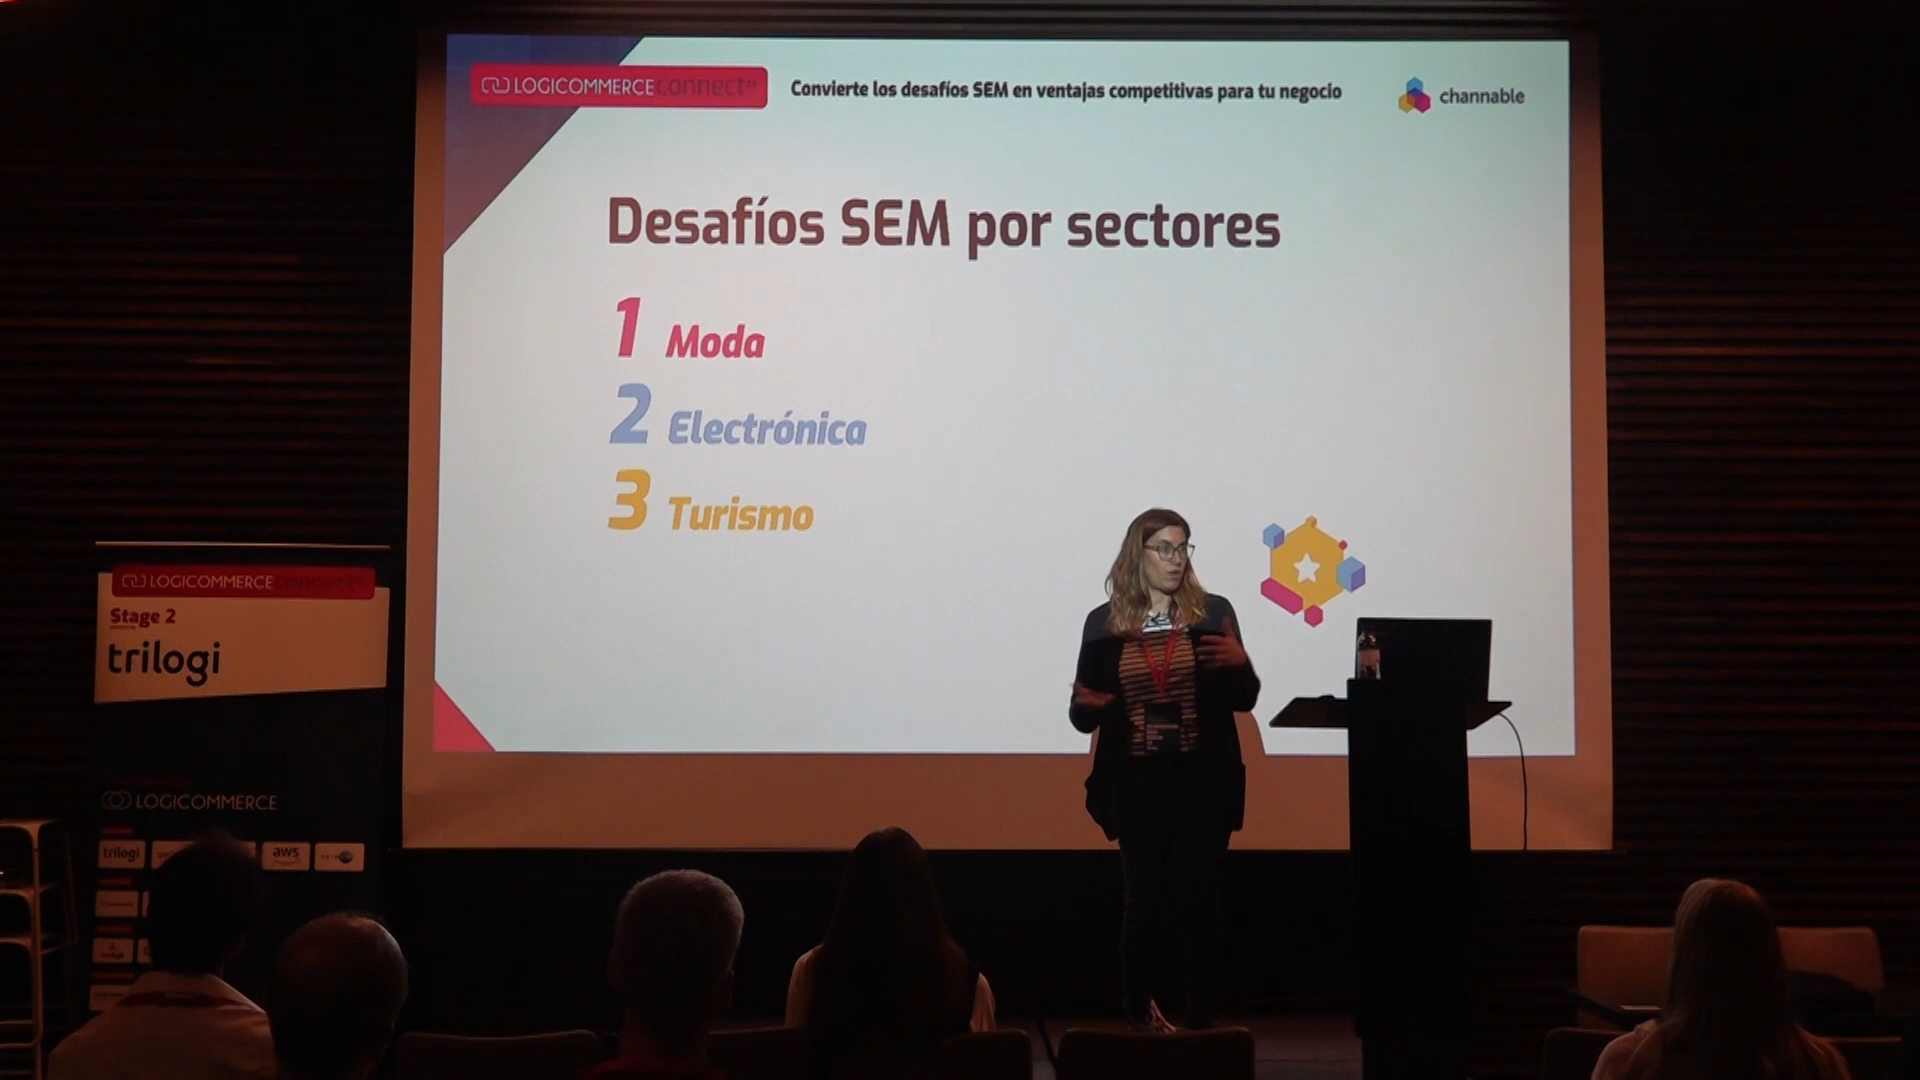 LOGICOMMERCE connect
Convierte los desafíos SEM en ventajas competitivas para tu negocio
channable
Desafíos SEM por sectores
1 Moda
2 Electrónica
3 Turismo
LOGICOMMERCE connect
Stage 2
trilogi
LOGICOMMERCE
trilogi
aws